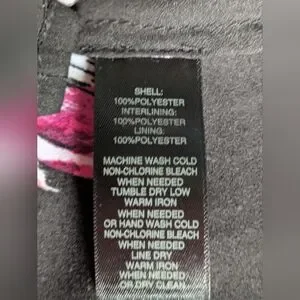 SHELL:
100%POLYESTER
INTERLINING:
100%POLYESTER
LINING:
100%POLYESTER
MACHINE WASH COLD
NON-CHLORINE BLEACH
WHEN NEEDED
TUMBLE DRY LOW
WARM IRON
WHEN NEEDED
OR HAND WASH COLD
NON-CHLORINE BLEACH
WHEN NEEDED
LINE DRY
WARM IRON
WHEN NEEDED
OR DRY CLEAN